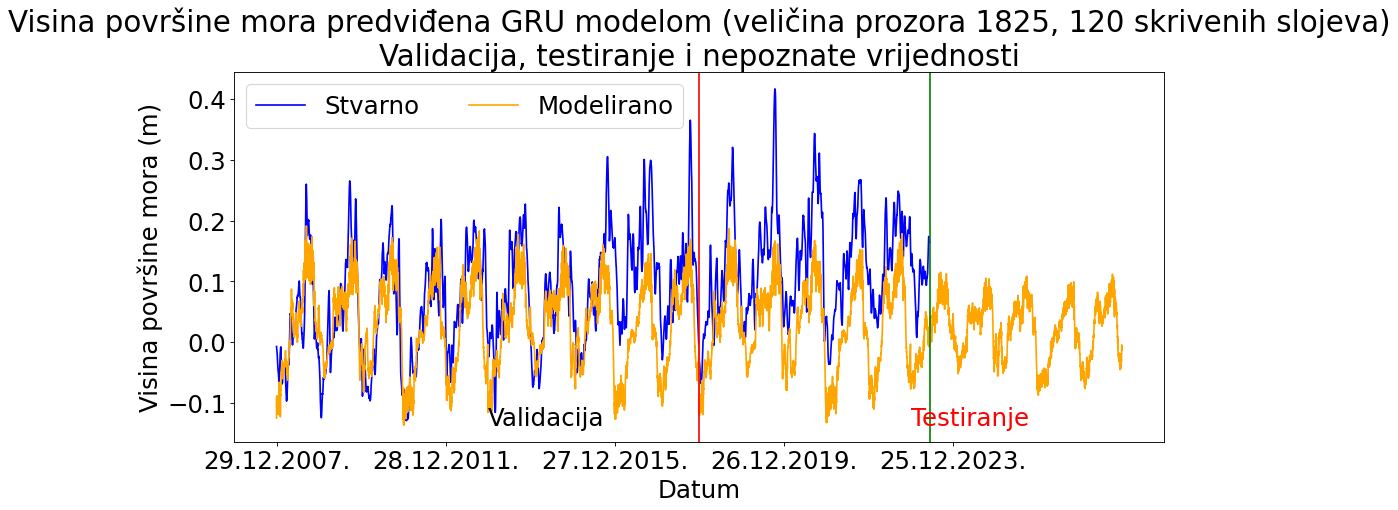 Visina površine mora predviđena GRU modelom (veličina prozora 1825, 120 skrivenih slojeva)
Validacija, testiranje i nepoznate vrijednosti
Stvarno
Modelirano
Visina površine mora (m)
0.4
0.3
0.2
0.1
0.0
−0.1
Validacija
Testiranje
29.12.2007.
28.12.2011.
27.12.2015.
26.12.2019.
25.12.2023.
Datum